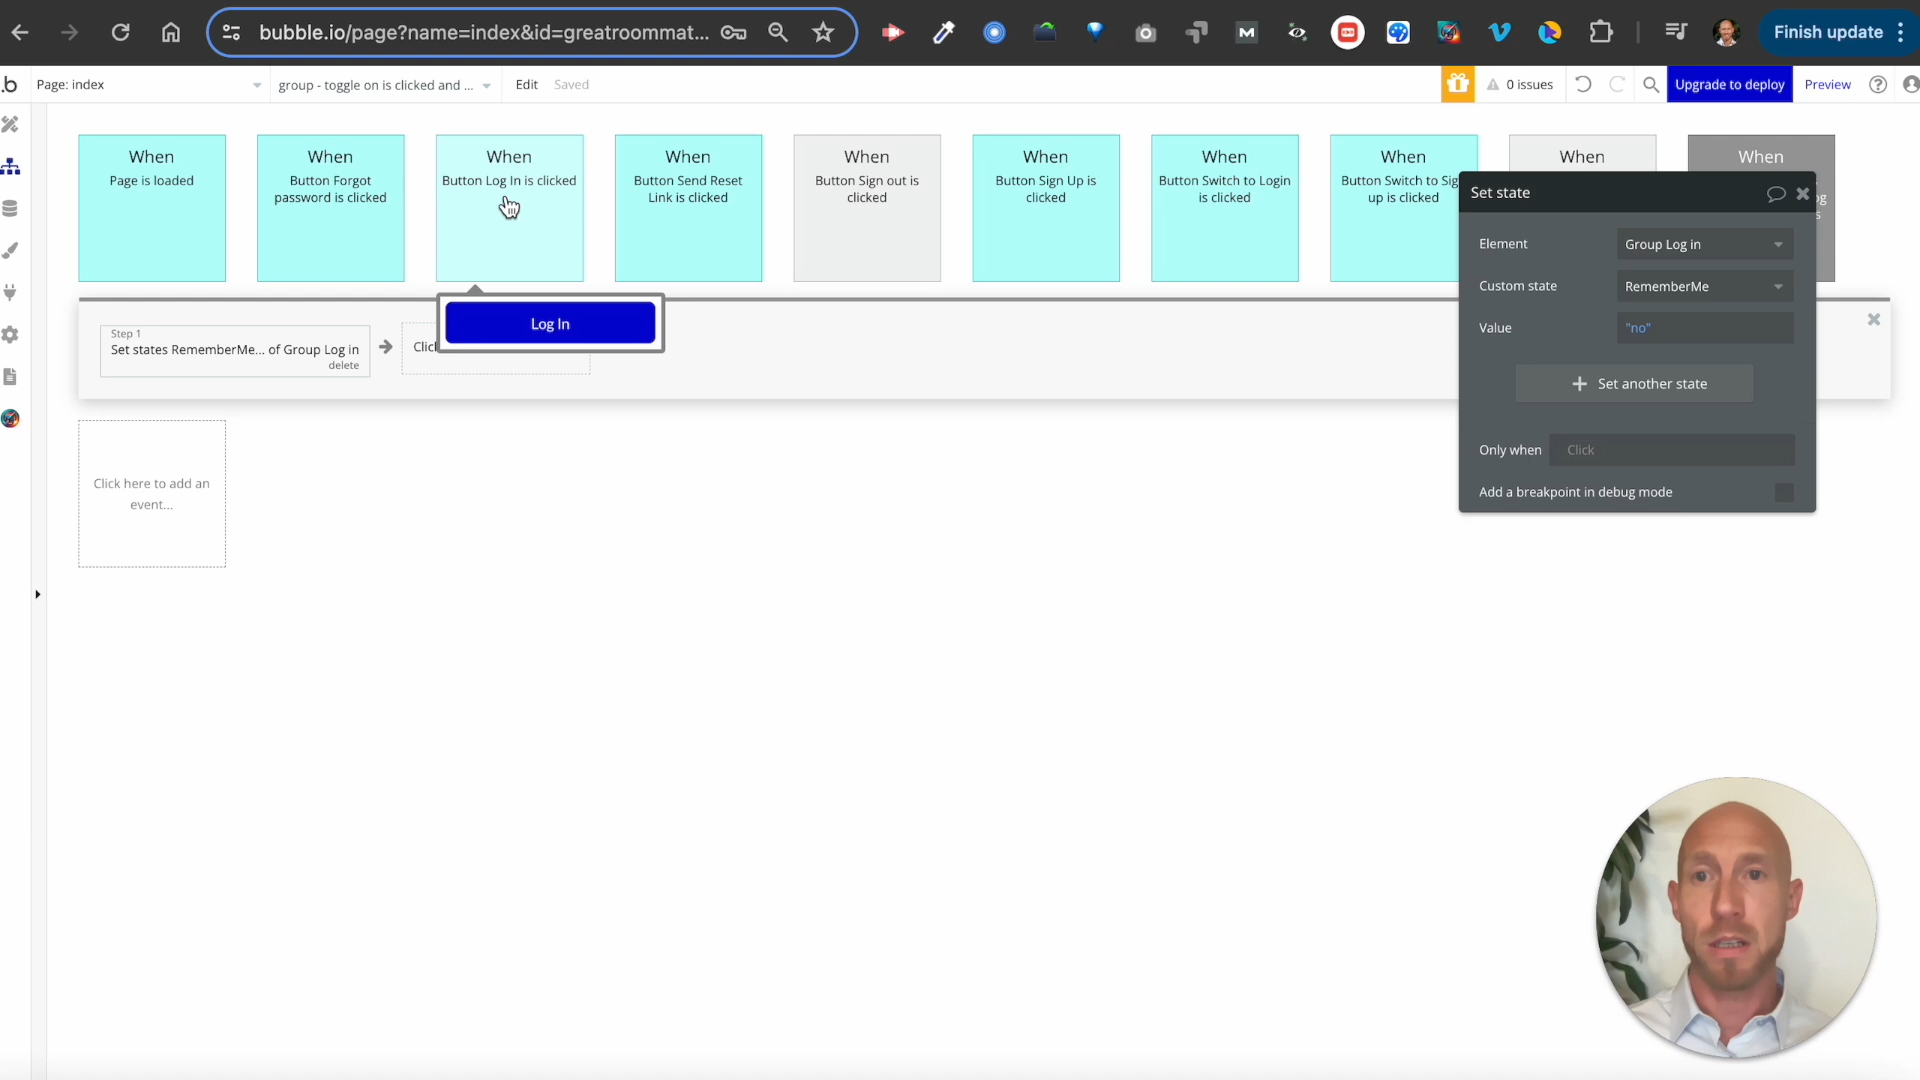 bubble.io/page?name=index&id=greatroommat...
Finish update
Page: index
group - toggle on is clicked and ...
Edit
Saved
0 issues
Upgrade to deploy
Preview
When
Page is loaded
When
Button Forgot
password is clicked
When
Button Log In is clicked
When
Button Send Reset
Link is clicked
When
Button Sign out is
clicked
When
Button Sign Up is
clicked
When
Button Switch to Login
is clicked
When
Button Switch to Sig
up is clicked
When
When
Set state
Element
Group Log in
Custom state
RememberMe
Value
"no"
Set another state
Only when
Click
Add a breakpoint in debug mode
Log In
Step 1
Set states RememberMe... of Group Log in
delete
Click here to add an
event...